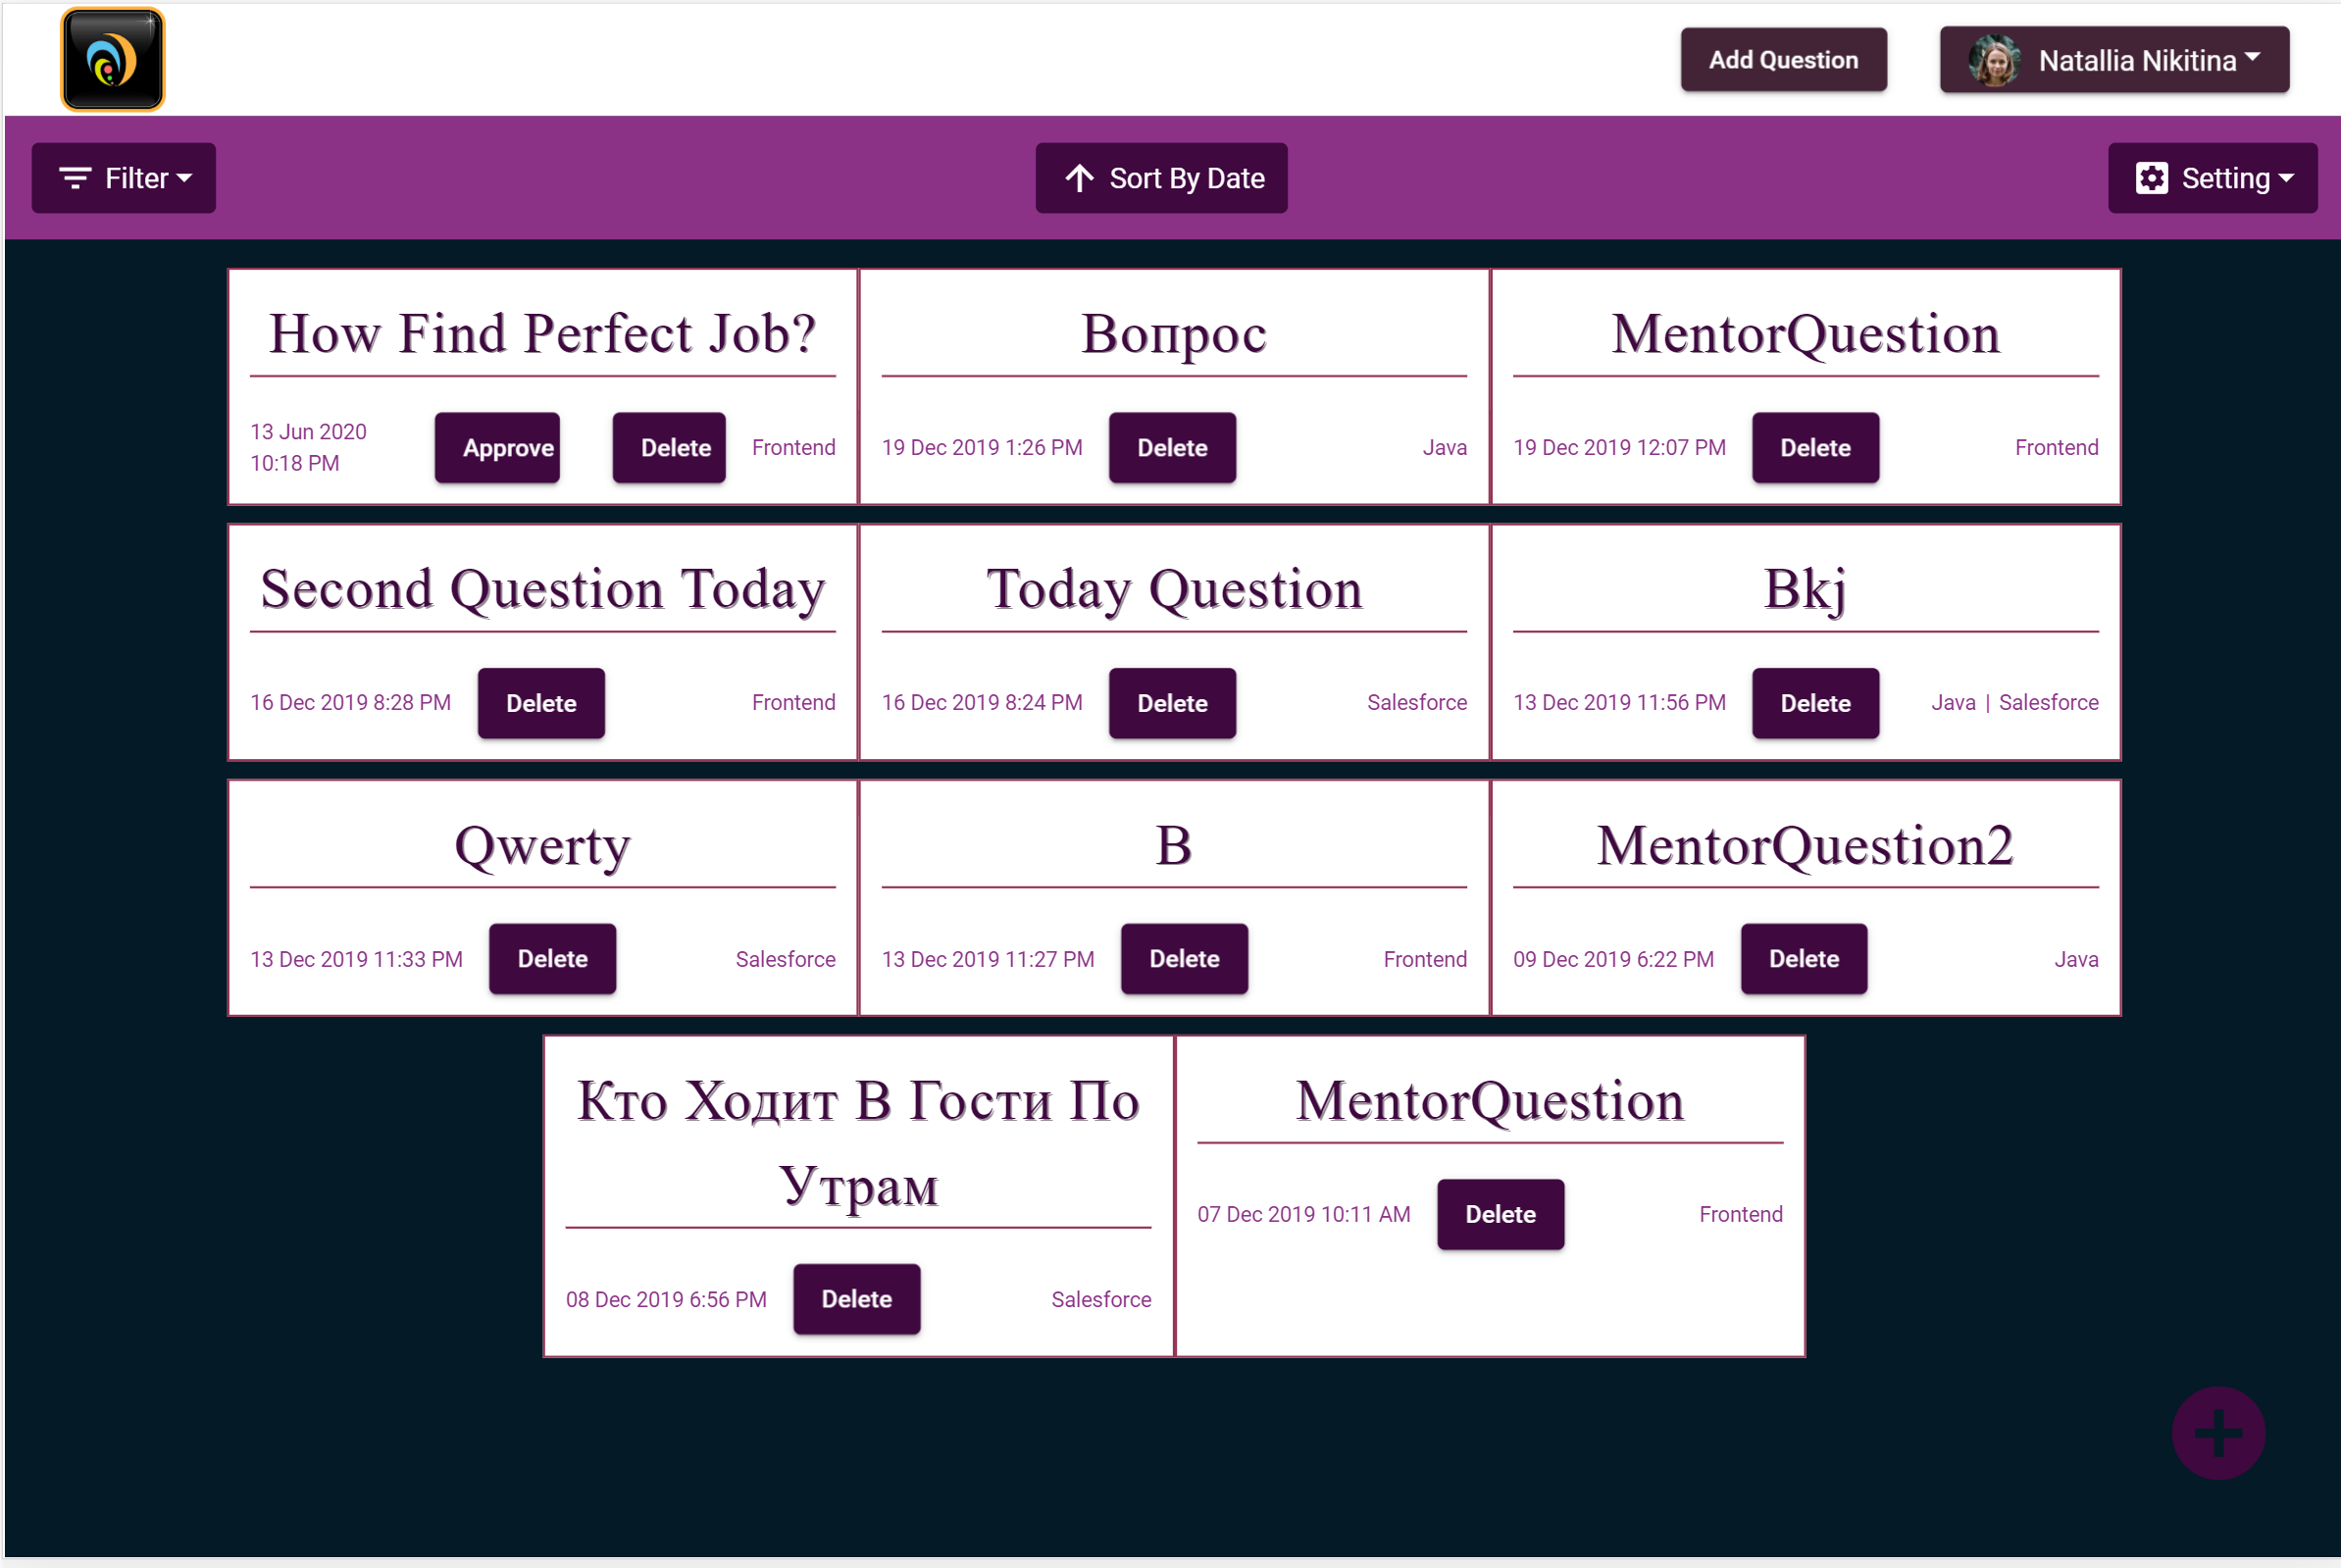 Add Question
Natallia Nikitina
Filter
Sort By Date
Setting
How Find Perfect Job?
13 Jun 2020
10:18 PM
Approve
Delete
Frontend
Вопрос
19 Dec 2019 1:26 PM
Delete
Java
MentorQuestion
19 Dec 2019 12:07 PM
Delete
Frontend
Second Question Today
16 Dec 2019 8:28 PM
Delete
Frontend
Today Question
16 Dec 2019 8:24 PM
Delete
Salesforce
Bkj
13 Dec 2019 11:56 PM
Delete
Java | Salesforce
Qwerty
13 Dec 2019 11:33 PM
Delete
Salesforce
B
13 Dec 2019 11:27 PM
Delete
Frontend
MentorQuestion2
09 Dec 2019 6:22 PM
Delete
Java
Кто Ходит В Гости По
Утрам
08 Dec 2019 6:56 PM
Delete
Salesforce
MentorQuestion
07 Dec 2019 10:11 AM
Delete
Frontend